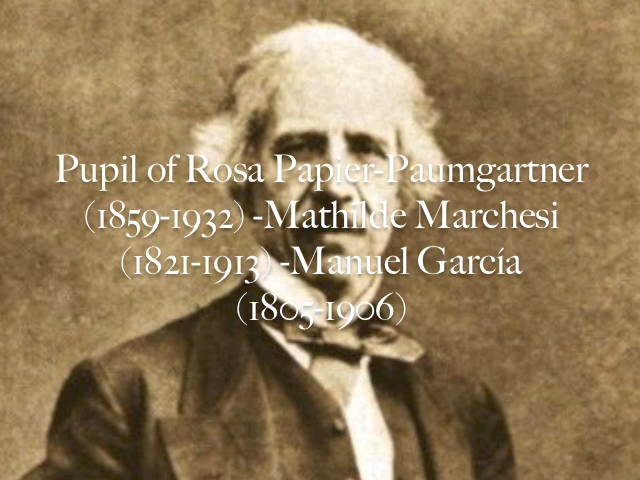 Pupil of Rosa Papier-Paumgartner
(1859-1932) -Mathilde Marchesi
(1821-1913) -Manuel García
(1805-1906)